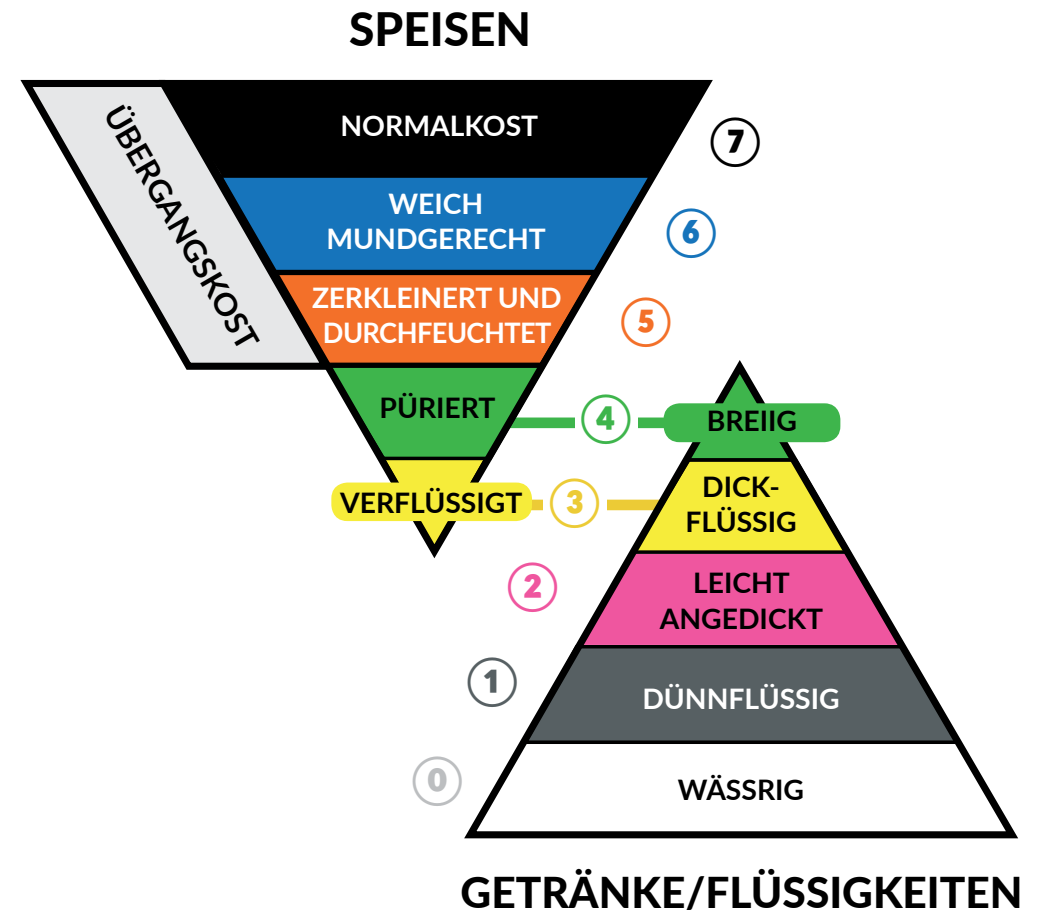 SPEISEN
ÜBERGANGSKOST
NORMALKOST
7
WEICH
MUNDGERECHT
6
ZERKLEINERT UND
DURCHFEUCHTET
5
PÜRIERT
4
BREIIG
VERFLÜSSIGT
3
DICK-
FLÜSSIG
2
LEICHT
ANGEDICKT
1
DÜNNFLÜSSIG
0
WÄSSRIG
GETRÄNKE/FLÜSSIGKEITEN